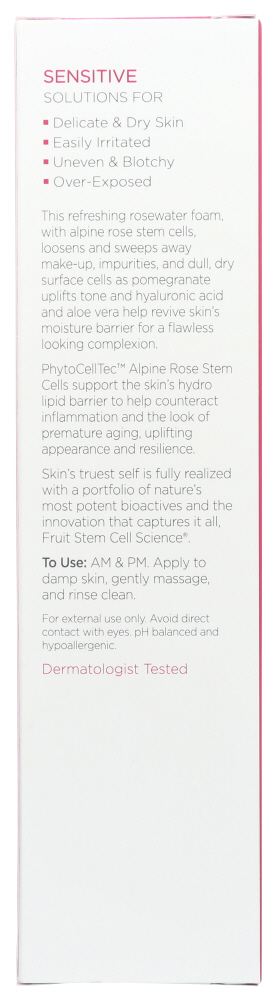 SENSITIVE
SOLUTIONS FOR
▪ Delicate & Dry Skin
▪ Easily Irritated
▪ Uneven & Blotchy
▪ Over-Exposed
This refreshing rosewater foam,
with alpine rose stem cells,
loosens and sweeps away
make-up, impurities, and dull, dry
surface cells as pomegranate
uplifts tone and hyaluronic acid
and aloe vera help revive skin's
moisture barrier for a flawless
looking complexion.
PhytoCellTec™ Alpine Rose Stem
Cells support the skin's hydro
lipid barrier to help counteract
inflammation and the look of
premature aging, uplifting
appearance and resilience.
Skin's truest self is fully realized
with a portfolio of nature's
most potent bioactives and the
innovation that captures it all,
Fruit Stem Cell Science®.
To Use: AM & PM. Apply to
damp skin, gently massage,
and rinse clean.
For external use only. Avoid direct
contact with eyes. pH balanced and
hypoallergenic.
Dermatologist Tested